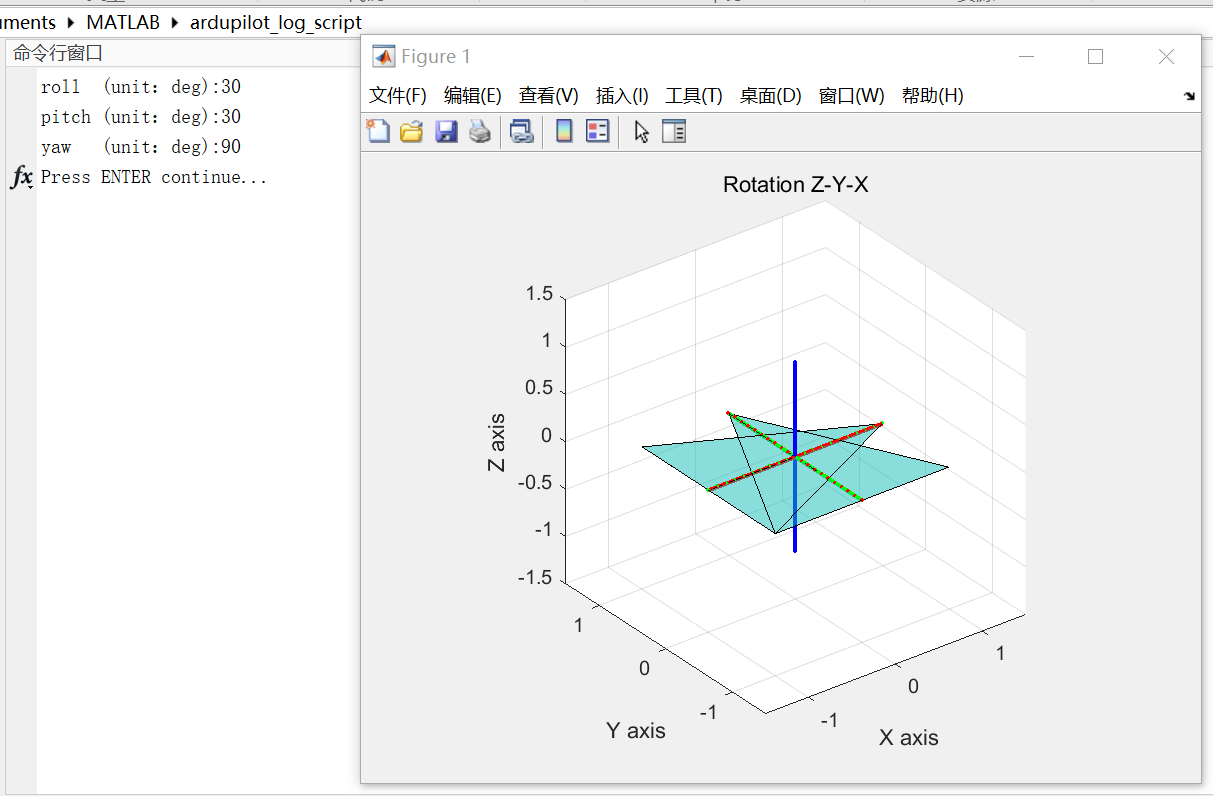 uments ▸ MATLAB ▸ ardupilot_log_script
命令行窗口
roll (unit: deg):30
pitch (unit: deg):30
yaw (unit: deg):90
fx Press ENTER continue...
Figure 1
文件(F) 编辑(E) 查看(V) 插入(I) 工具(T) 桌面(D) 窗口(W) 帮助(H)
Rotation Z-Y-X
1.5
1
0.5
0
-0.5
-1
-1.5
Z axis
1
0
-1
Y axis
-1
0
1
X axis